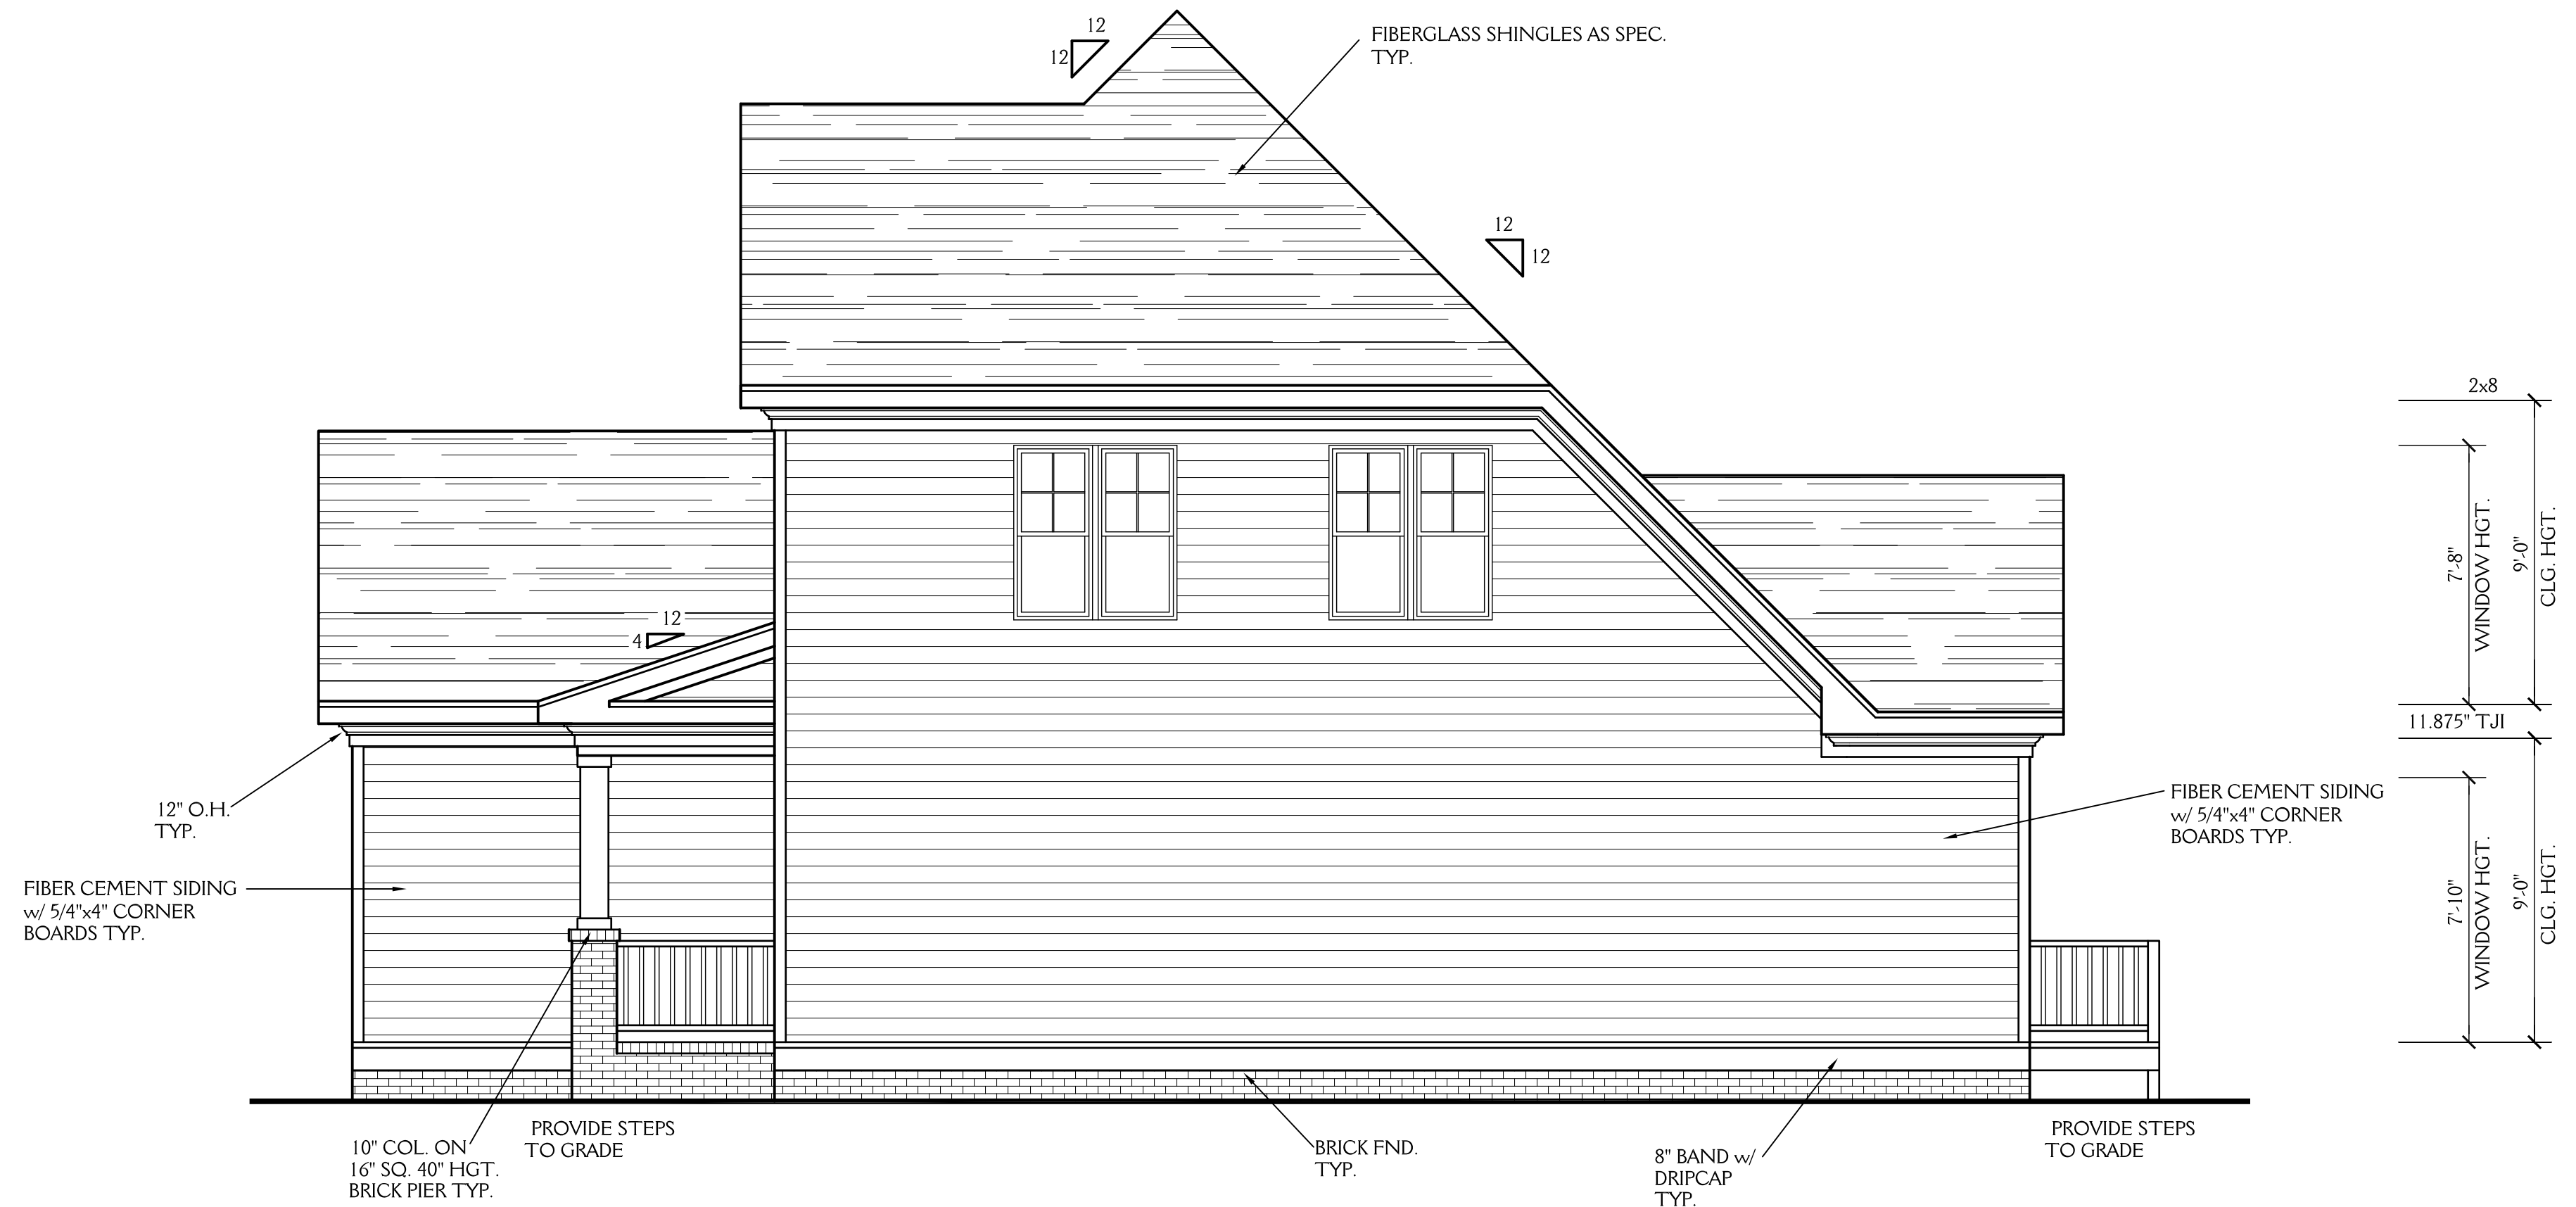 12
12
FIBERGLASS SHINGLES AS SPEC.
TYP.
12
12
2x8
7'-8"
WINDOW HGT.
9'-0"
CLG. HGT.
12
4
11.875" TJI
12" O.H.
TYP.
FIBER CEMENT SIDING
w/ 5/4"x4" CORNER
BOARDS TYP.
FIBER CEMENT SIDING
w/ 5/4"x4" CORNER
BOARDS TYP.
7'-10"
WINDOW HGT.
9'-0"
CLG. HGT.
10" COL. ON
16" SQ. 40" HGT.
BRICK PIER TYP.
PROVIDE STEPS
TO GRADE
BRICK FND.
TYP.
8" BAND w/
DRIPCAP
TYP.
PROVIDE STEPS
TO GRADE